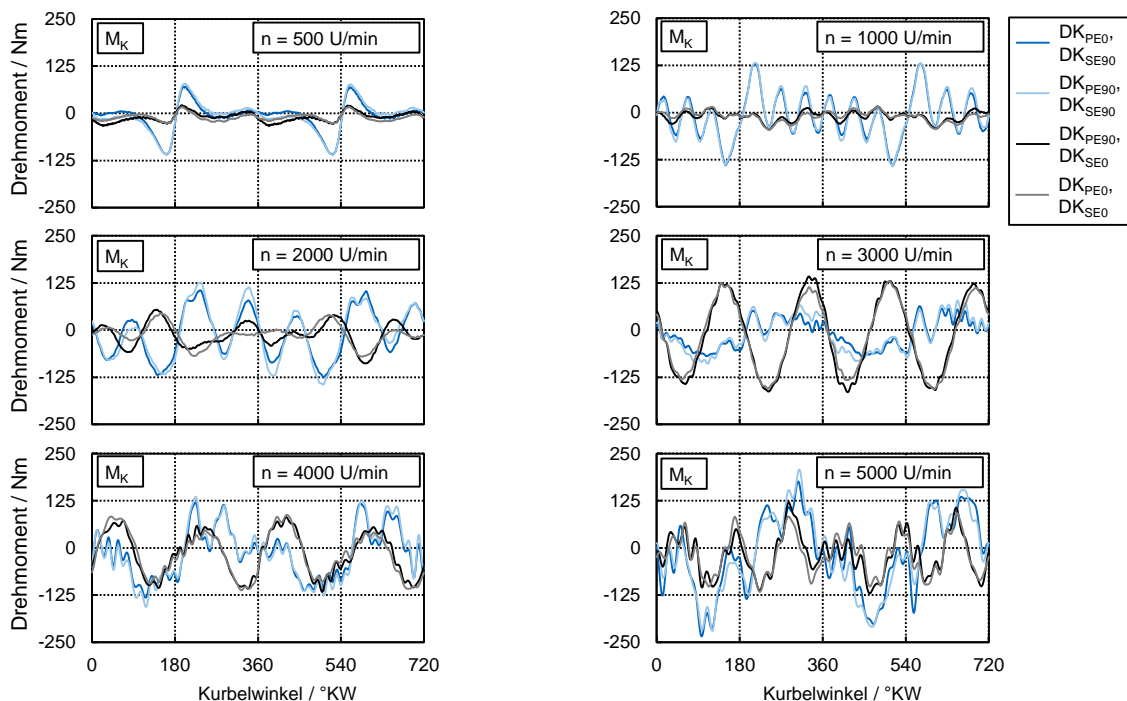 250
125
0
-125
-250
Drehmoment / Nm
M_K
n = 500 U/min
250
125
0
-125
-250
M_K
n = 1000 U/min
DK_PE0,
DK_SE90
DK_PE90,
DK_SE90
DK_PE90,
DK_SE0
DK_PE0,
DK_SE0
250
125
0
-125
-250
Drehmoment / Nm
M_K
n = 2000 U/min
250
125
0
-125
-250
M_K
n = 3000 U/min
250
125
0
-125
-250
Drehmoment / Nm
M_K
n = 4000 U/min
0 180 360 540 720
Kurbelwinkel / °KW
250
125
0
-125
-250
M_K
n = 5000 U/min
0 180 360 540 720
Kurbelwinkel / °KW